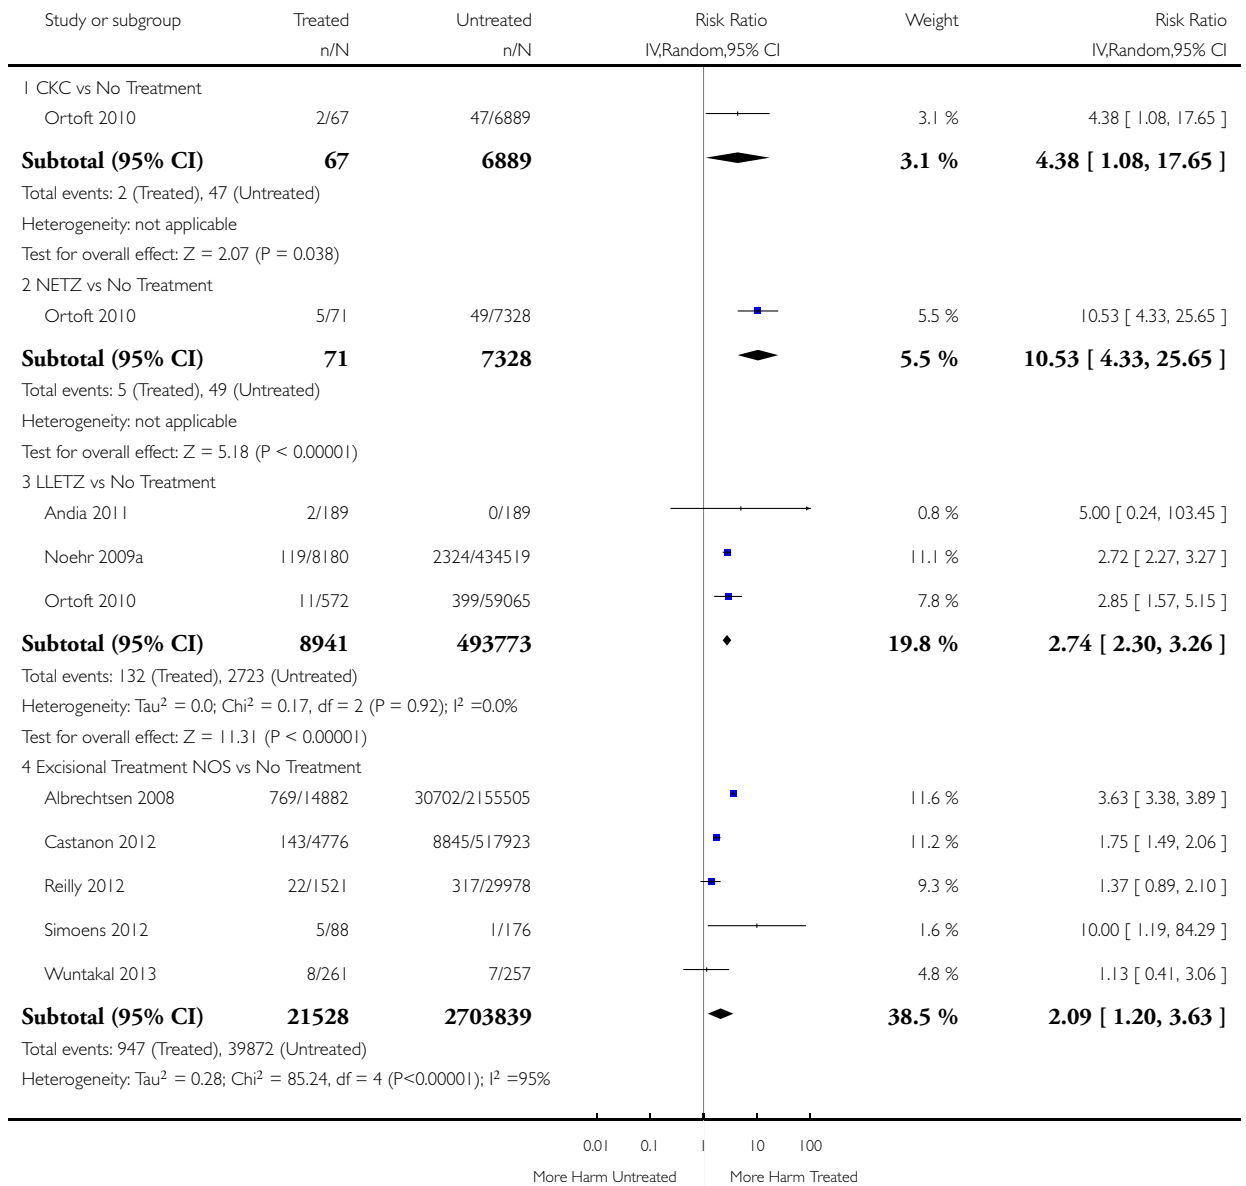 Study or subgroup Treated Untreated Risk Ratio Weight Risk Ratio
n/N n/N IV,Random,95% CI IV,Random,95% CI
1 CKC vs No Treatment
Ortoft 2010 2/67 47/6889 3.1 % 4.38 [ 1.08, 17.65 ]
Subtotal (95% CI) 67 6889 3.1 % 4.38 [ 1.08, 17.65 ]
Total events: 2 (Treated), 47 (Untreated)
Heterogeneity: not applicable
Test for overall effect: Z = 2.07 (P = 0.038)
2 NETZ vs No Treatment
Ortoft 2010 5/71 49/7328 5.5 % 10.53 [ 4.33, 25.65 ]
Subtotal (95% CI) 71 7328 5.5 % 10.53 [ 4.33, 25.65 ]
Total events: 5 (Treated), 49 (Untreated)
Heterogeneity: not applicable
Test for overall effect: Z = 5.18 (P < 0.00001)
3 LLETZ vs No Treatment
Andia 2011 2/189 0/189 0.8 % 5.00 [ 0.24, 103.45 ]
Noehr 2009a 119/8180 2324/434519 11.1 % 2.72 [ 2.27, 3.27 ]
Ortoft 2010 11/572 399/59065 7.8 % 2.85 [ 1.57, 5.15 ]
Subtotal (95% CI) 8941 493773 19.8 % 2.74 [ 2.30, 3.26 ]
Total events: 132 (Treated), 2723 (Untreated)
Heterogeneity: Tau² = 0.0; Chi² = 0.17, df = 2 (P = 0.92); I² =0.0%
Test for overall effect: Z = 11.31 (P < 0.00001)
4 Excisional Treatment NOS vs No Treatment
Albrechtsen 2008 769/14882 30702/2155505 11.6 % 3.63 [ 3.38, 3.89 ]
Castanon 2012 143/4776 8845/517923 11.2 % 1.75 [ 1.49, 2.06 ]
Reilly 2012 22/1521 317/29978 9.3 % 1.37 [ 0.89, 2.10 ]
Simoens 2012 5/88 1/176 1.6 % 10.00 [ 1.19, 84.29 ]
Wuntakal 2013 8/261 7/257 4.8 % 1.13 [ 0.41, 3.06 ]
Subtotal (95% CI) 21528 2703839 38.5 % 2.09 [ 1.20, 3.63 ]
Total events: 947 (Treated), 39872 (Untreated)
Heterogeneity: Tau² = 0.28; Chi² = 85.24, df = 4 (P<0.00001); I² =95%
0.01 0.1 1 10 100
More Harm Untreated More Harm Treated